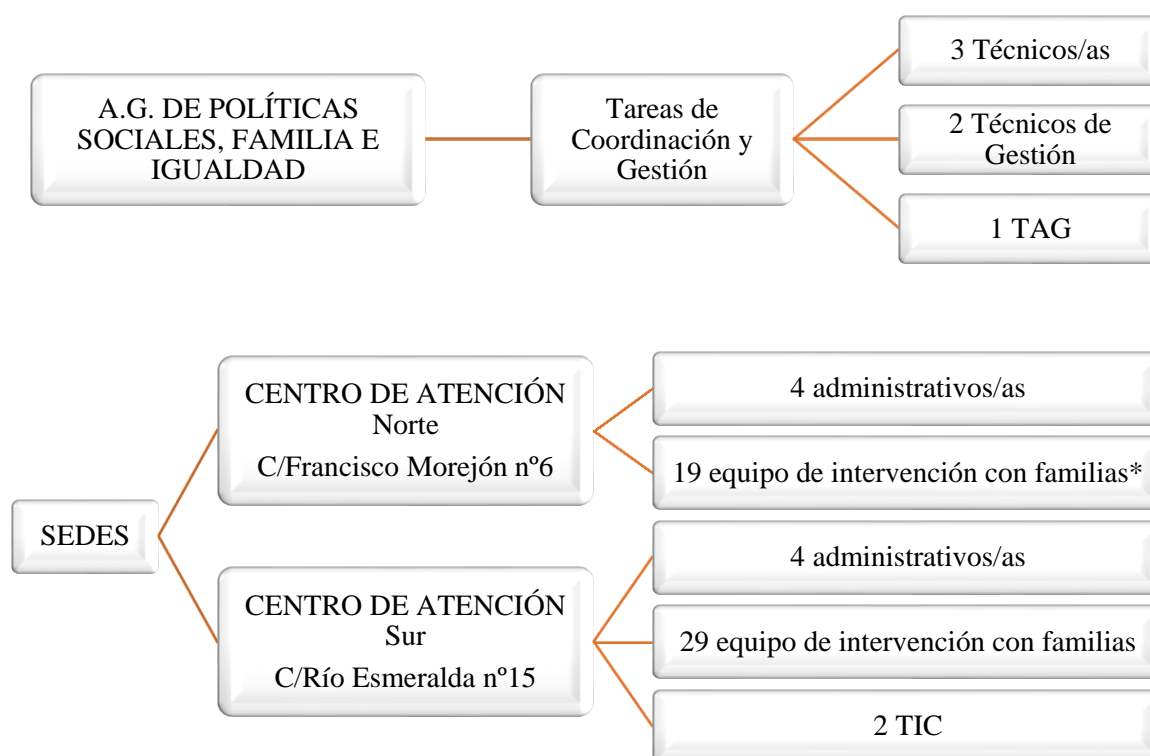 A.G. DE POLÍTICAS
SOCIALES, FAMILIA E
IGUALDAD
Tareas de
Coordinación y
Gestión
3 Técnicos/as
2 Técnicos de
Gestión
1 TAG
SEDES
CENTRO DE ATENCIÓN
Norte
C/Francisco Morejón nº6
4 administrativos/as
19 equipo de intervención con familias*
CENTRO DE ATENCIÓN
Sur
C/Río Esmeralda nº15
4 administrativos/as
29 equipo de intervención con familias
2 TIC